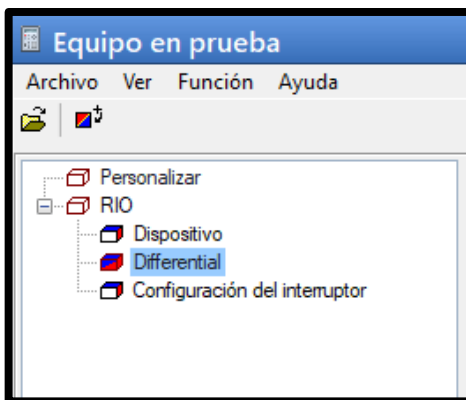 Equipo en prueba
Archivo Ver Función Ayuda
Personalizar
RIO
Dispositivo
Differential
Configuración del interruptor